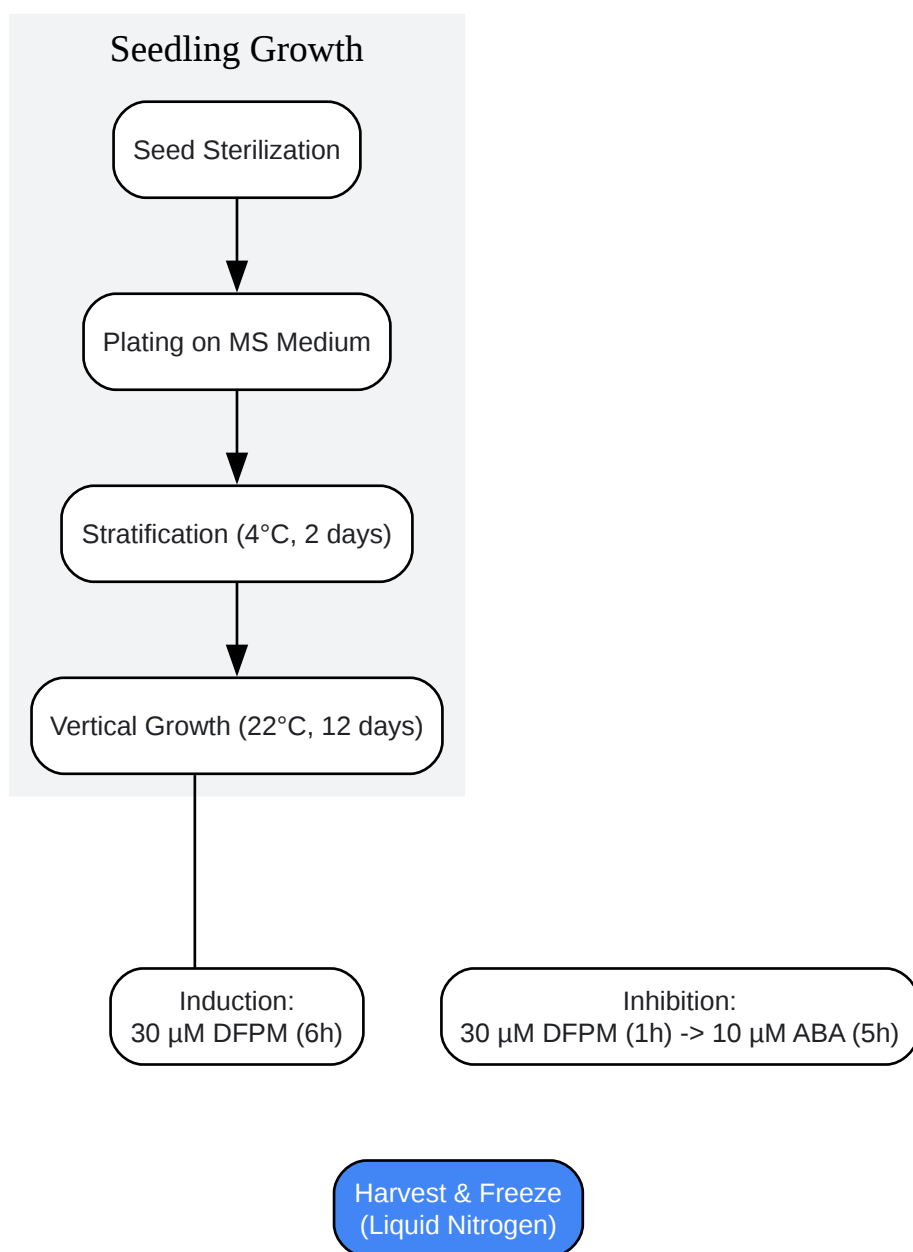 Seedling Growth
Seed Sterilization
Plating on MS Medium
Stratification (4°C, 2 days)
Vertical Growth (22°C, 12 days)
Induction:
30 µM DFPM (6h)
Inhibition:
30 µM DFPM (1h) -> 10 µM ABA (5h)
Harvest & Freeze
(Liquid Nitrogen)